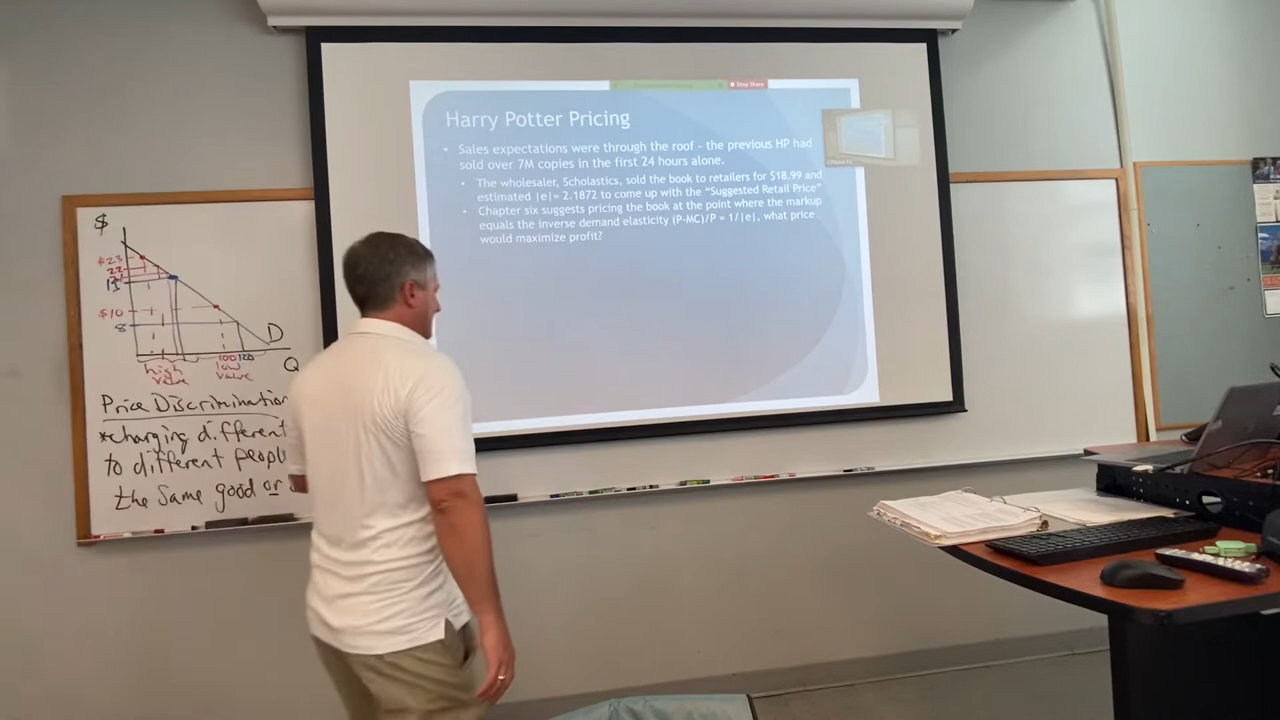 Stop Share
Harry Potter Pricing
• Sales expectations were through the roof – the previous HP had
sold over 7M copies in the first 24 hours alone.
• The wholesaler, Scholastics, sold the book to retailers for $18.99 and
estimated |e|= 2.1872 to come up with the “Suggested Retail Price”
• Chapter six suggests pricing the book at the point where the markup
equals the inverse demand elasticity (P-MC)/P = 1/|e|, what price
would maximize profit?
$
$23
22
15
$10
8
D
100 120
Q
high
value
low
value
Price Discrimination
*charging different
to different people
the same good or